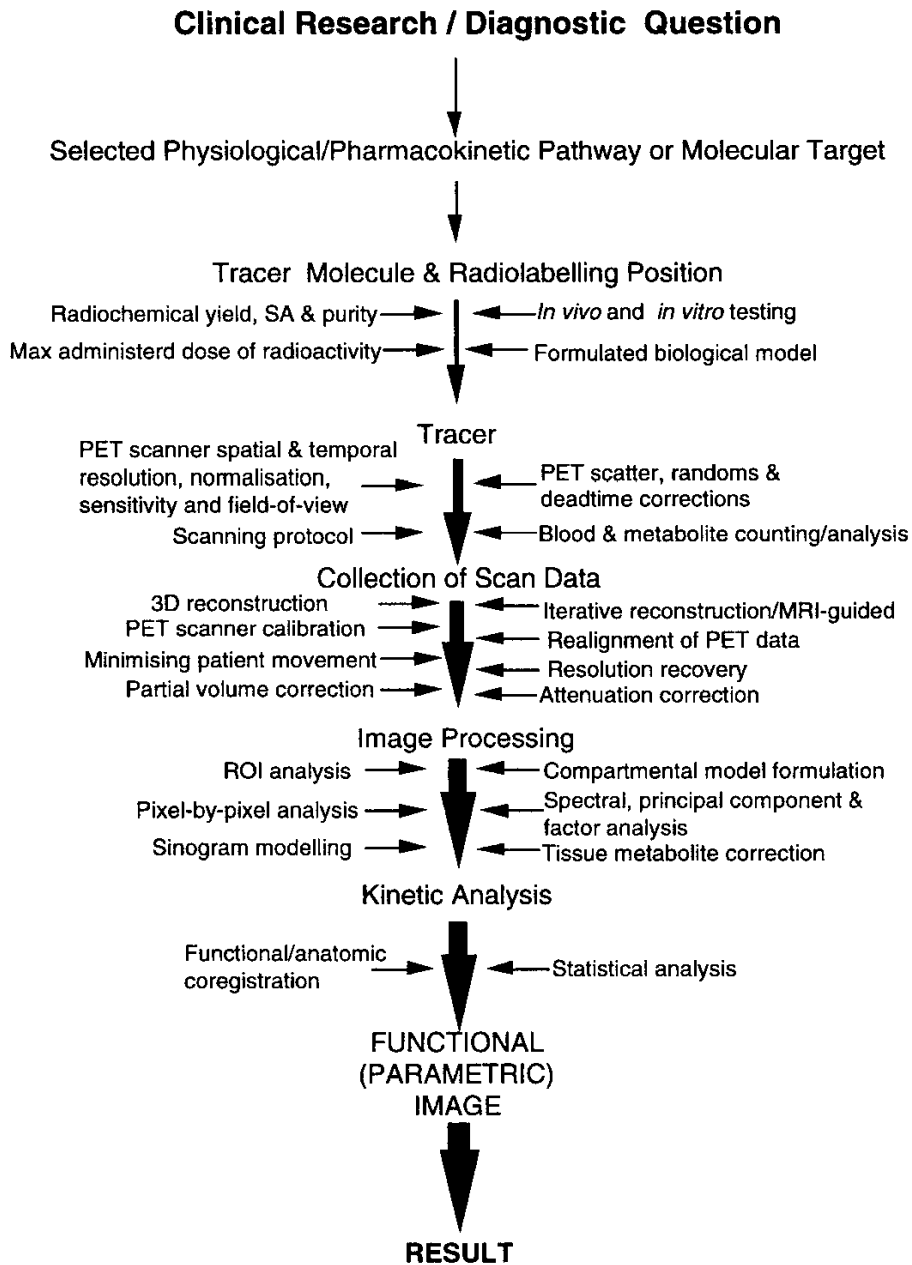 Clinical Research / Diagnostic Question
Selected Physiological/Pharmacokinetic Pathway or Molecular Target
Tracer Molecule & Radiolabelling Position
Radiochemical yield, SA & purity
In vivo and in vitro testing
Max administerd dose of radioactivity
Formulated biological model
Tracer
PET scanner spatial & temporal
resolution, normalisation,
sensitivity and field-of-view
PET scatter, randoms &
deadtime corrections
Scanning protocol
Blood & metabolite counting/analysis
Collection of Scan Data
3D reconstruction
Iterative reconstruction/MRI-guided
PET scanner calibration
Realignment of PET data
Minimising patient movement
Resolution recovery
Partial volume correction
Attenuation correction
Image Processing
ROI analysis
Compartmental model formulation
Pixel-by-pixel analysis
Spectral, principal component &
factor analysis
Sinogram modelling
Tissue metabolite correction
Kinetic Analysis
Functional/anatomic
coregistration
Statistical analysis
FUNCTIONAL
(PARAMETRIC)
IMAGE
RESULT